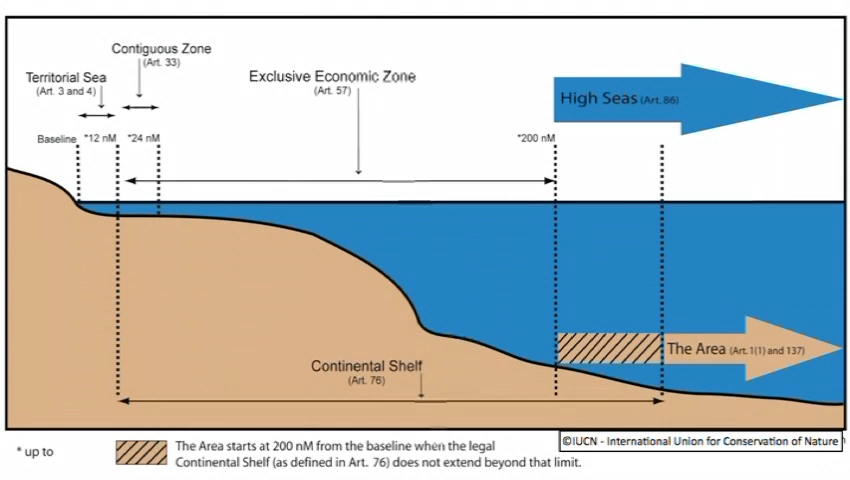 Contiguous Zone
(Art. 33)
Territorial Sea
(Art. 3 and 4)
Exclusive Economic Zone
(Art. 57)
High Seas (Art. 86)
Baseline *12 nM *24 nM *200 nM
The Area (Art. 1(1) and 137)
Continental Shelf
(Art. 76)
* up to
The Area starts at 200 nM from the baseline when the legal
Continental Shelf (as defined in Art. 76) does not extend beyond that limit.
©IUCN - International Union for Conservation of Nature